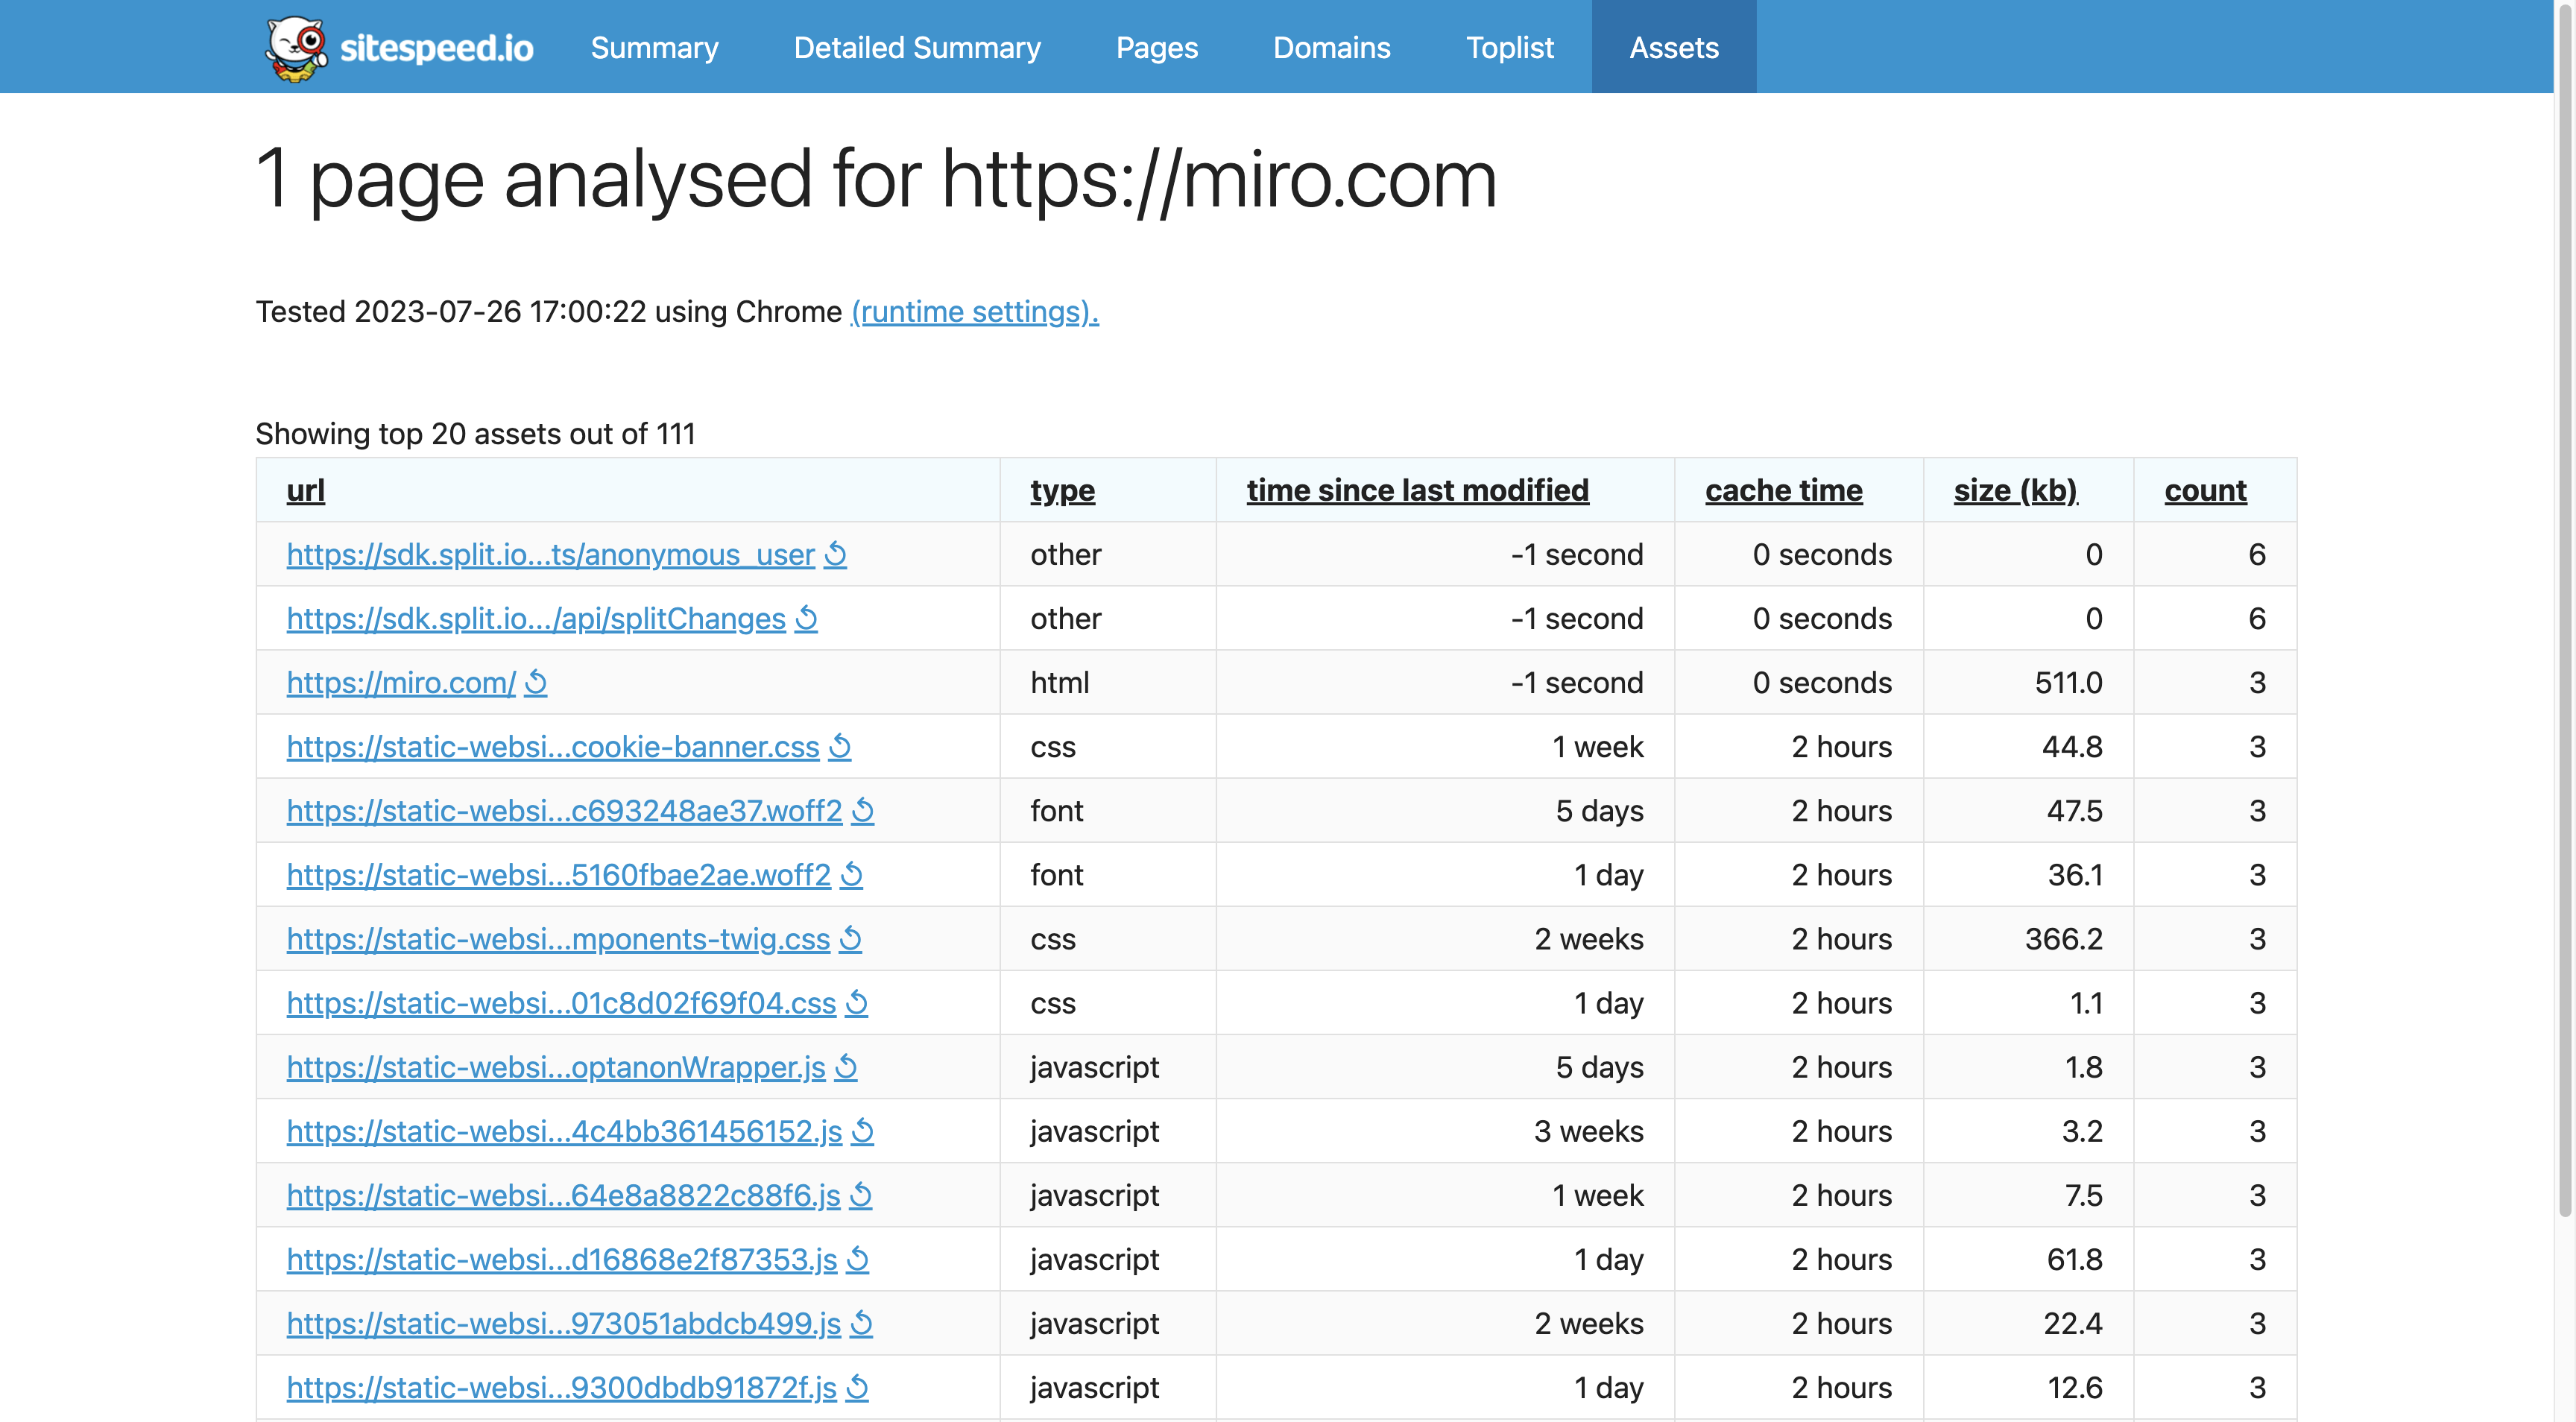 sitespeed.io Summary Detailed Summary Pages Domains Toplist Assets
1 page analysed for https://miro.com
Tested 2023-07-26 17:00:22 using Chrome (runtime settings).
Showing top 20 assets out of 111
url type time since last modified cache time size (kb) count
https://sdk.split.io...ts/anonymous_user other -1 second 0 seconds 0 6
https://sdk.split.io.../api/splitChanges other -1 second 0 seconds 0 6
https://miro.com/ html -1 second 0 seconds 511.0 3
https://static-websi...cookie-banner.css css 1 week 2 hours 44.8 3
https://static-websi...c693248ae37.woff2 font 5 days 2 hours 47.5 3
https://static-websi...5160fbae2ae.woff2 font 1 day 2 hours 36.1 3
https://static-websi...mponents-twig.css css 2 weeks 2 hours 366.2 3
https://static-websi...01c8d02f69f04.css css 1 day 2 hours 1.1 3
https://static-websi...optanonWrapper.js javascript 5 days 2 hours 1.8 3
https://static-websi...4c4bb361456152.js javascript 3 weeks 2 hours 3.2 3
https://static-websi...64e8a8822c88f6.js javascript 1 week 2 hours 7.5 3
https://static-websi...d16868e2f87353.js javascript 1 day 2 hours 61.8 3
https://static-websi...973051abdcb499.js javascript 2 weeks 2 hours 22.4 3
https://static-websi...9300dbdb91872f.js javascript 1 day 2 hours 12.6 3